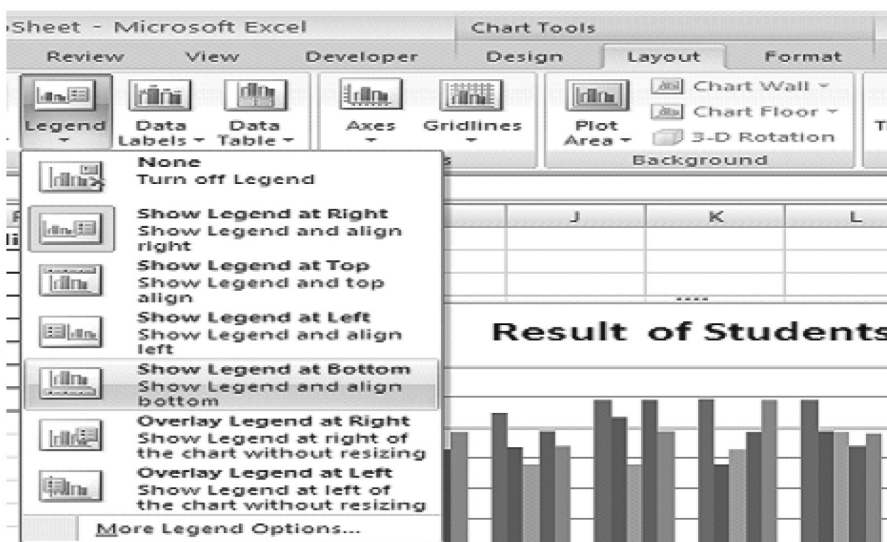 Sheet - Microsoft Excel
Chart Tools
Review View Developer Design Layout Format
Legend
Data Labels
Data Table
Axes
Gridlines
Plot Area
Chart Wall
Chart Floor
3-D Rotation
Background
None
Turn off Legend
Show Legend at Right
Show Legend and align
right
Show Legend at Top
Show Legend and top
align
Show Legend at Left
Show Legend and align
left
Show Legend at Bottom
Show Legend and align
bottom
Overlay Legend at Right
Show Legend at right of
the chart without resizing
Overlay Legend at Left
Show Legend at left of
the chart without resizing
More Legend Options...
J K L
Result of Students